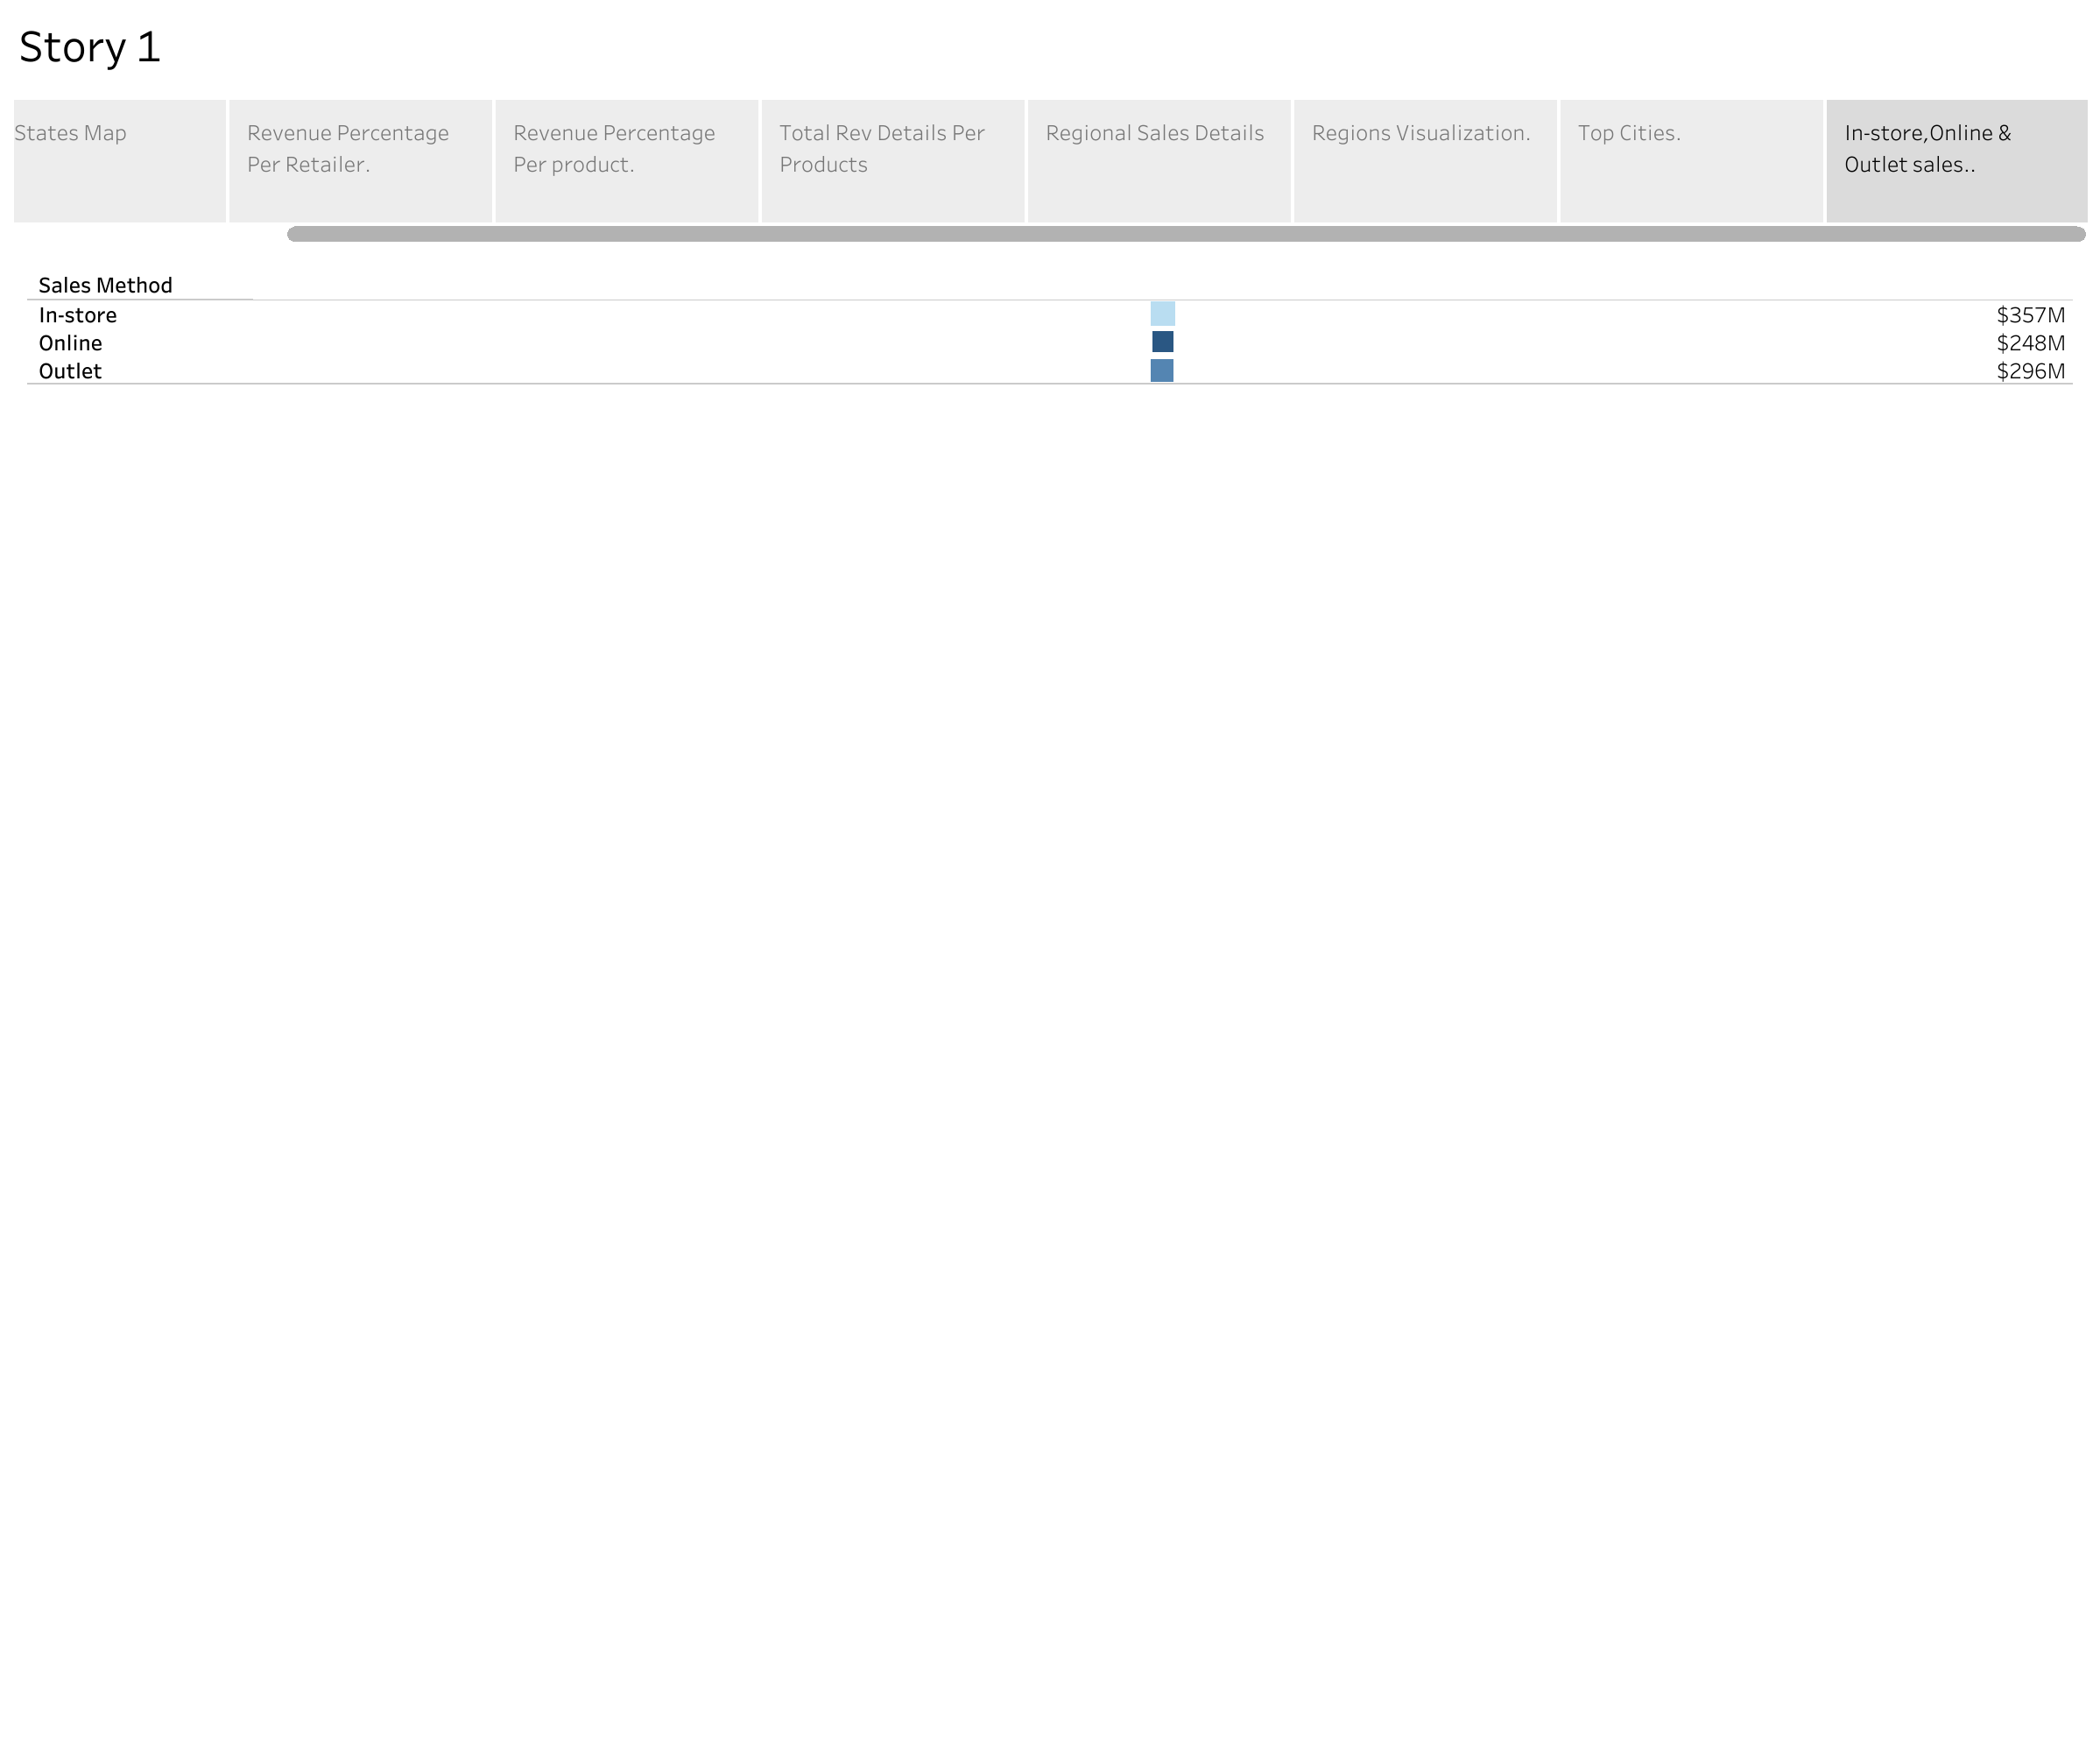 Story 1
States Map
Revenue Percentage
Per Retailer.
Revenue Percentage
Per product.
Total Rev Details Per
Products
Regional Sales Details
Regions Visualization.
Top Cities.
In-store,Online &
Outlet sales..
Sales Method
In-store $357M
Online $248M
Outlet $296M